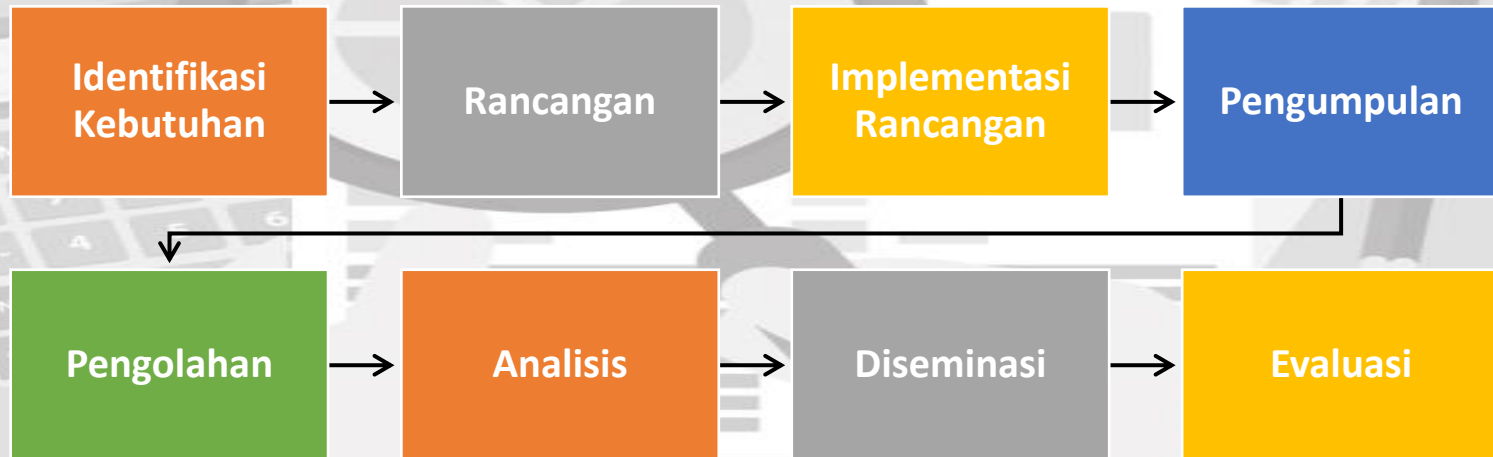 Identifikasi
Kebutuhan
Rancangan
Implementasi
Rancangan
Pengumpulan
Pengolahan
Analisis
Diseminasi
Evaluasi